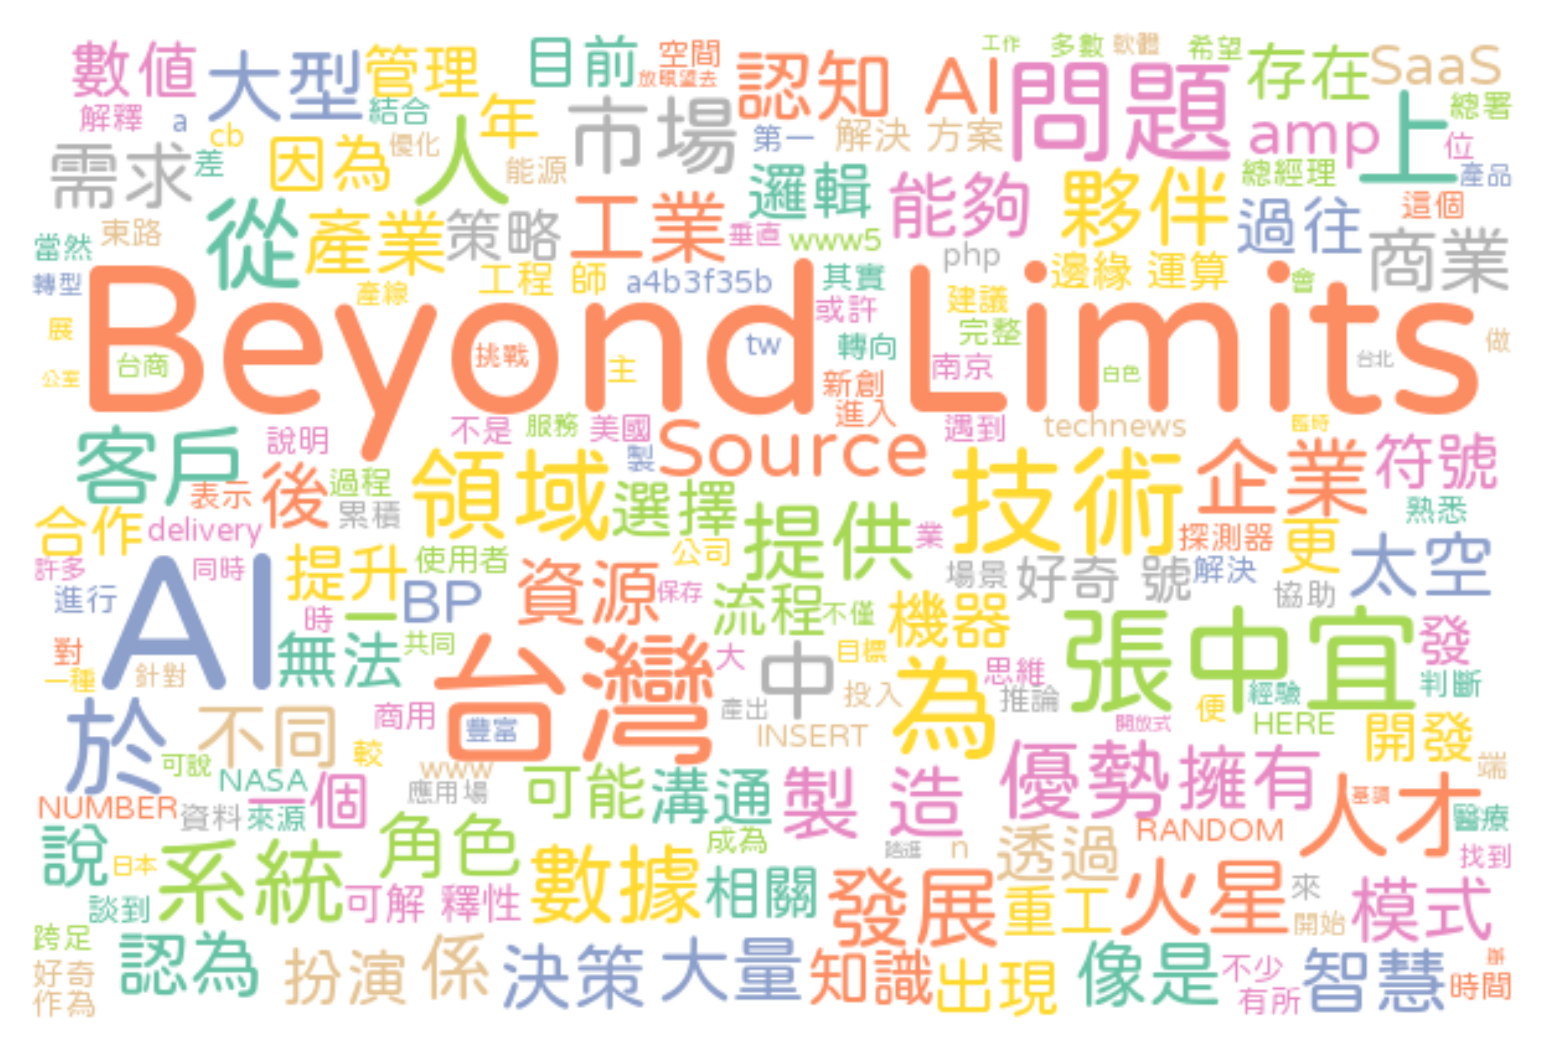 數值
大型
管理
目前
空間
放眼望去
認知 AI
工作
多數
軟體
希望
問題
存在
SaaS
解釋
a
結合
cb
年
市場
第一
解決 方案
amp
上
總署
位
需求
差
因為
優化
人
能源
邏輯
能夠
夥伴
總經理
產品
當然
東路
從
產業
策略
工業
垂直
www5
php
過往
這個
商業
轉型
產線
工程 師
a4b3f35b
其實
建議
邊緣 運算
會
展
Beyond Limits
或許
完整
做
公室
台商
挑戰
主
tw
轉向
南京
白色
台北
新創
進入
客戶
說明
不是
服務
美國
Source
遇到
technews
臨時
製
後
表示
過程
領域
選擇
技術
企業
符號
合作
delivery
累積
提供
業
探測器
更
熟悉
許多
同時
提升
使用者
公司
場景
好奇 號
解決
太空
進行
AI
時
一
BP
資源
保存
流程
不僅
機器
協助
對
一種
針對
無法
共同
台灣
大
中
目標
為
思維
張中宜
發
於
不同
商用
豐富
產出
投入
推論
便
經驗
判斷
INSERT
開放式
HERE
開發
可說
較
www
NASA
一個
應用場
可能
溝通
製 造
優勢
擁有
端
NUMBER
資料
來源
人才
基調
醫療
說
角色
成為
n
透過
RANDOM
找到
日本
系統
可解 釋性
數據
相關
發展
重工
火星
來
開始
模式
談到
跨足
認為
扮演
係
決策
大量
知識
出現
像是
不少
有所
智慧
時間
好奇
作為